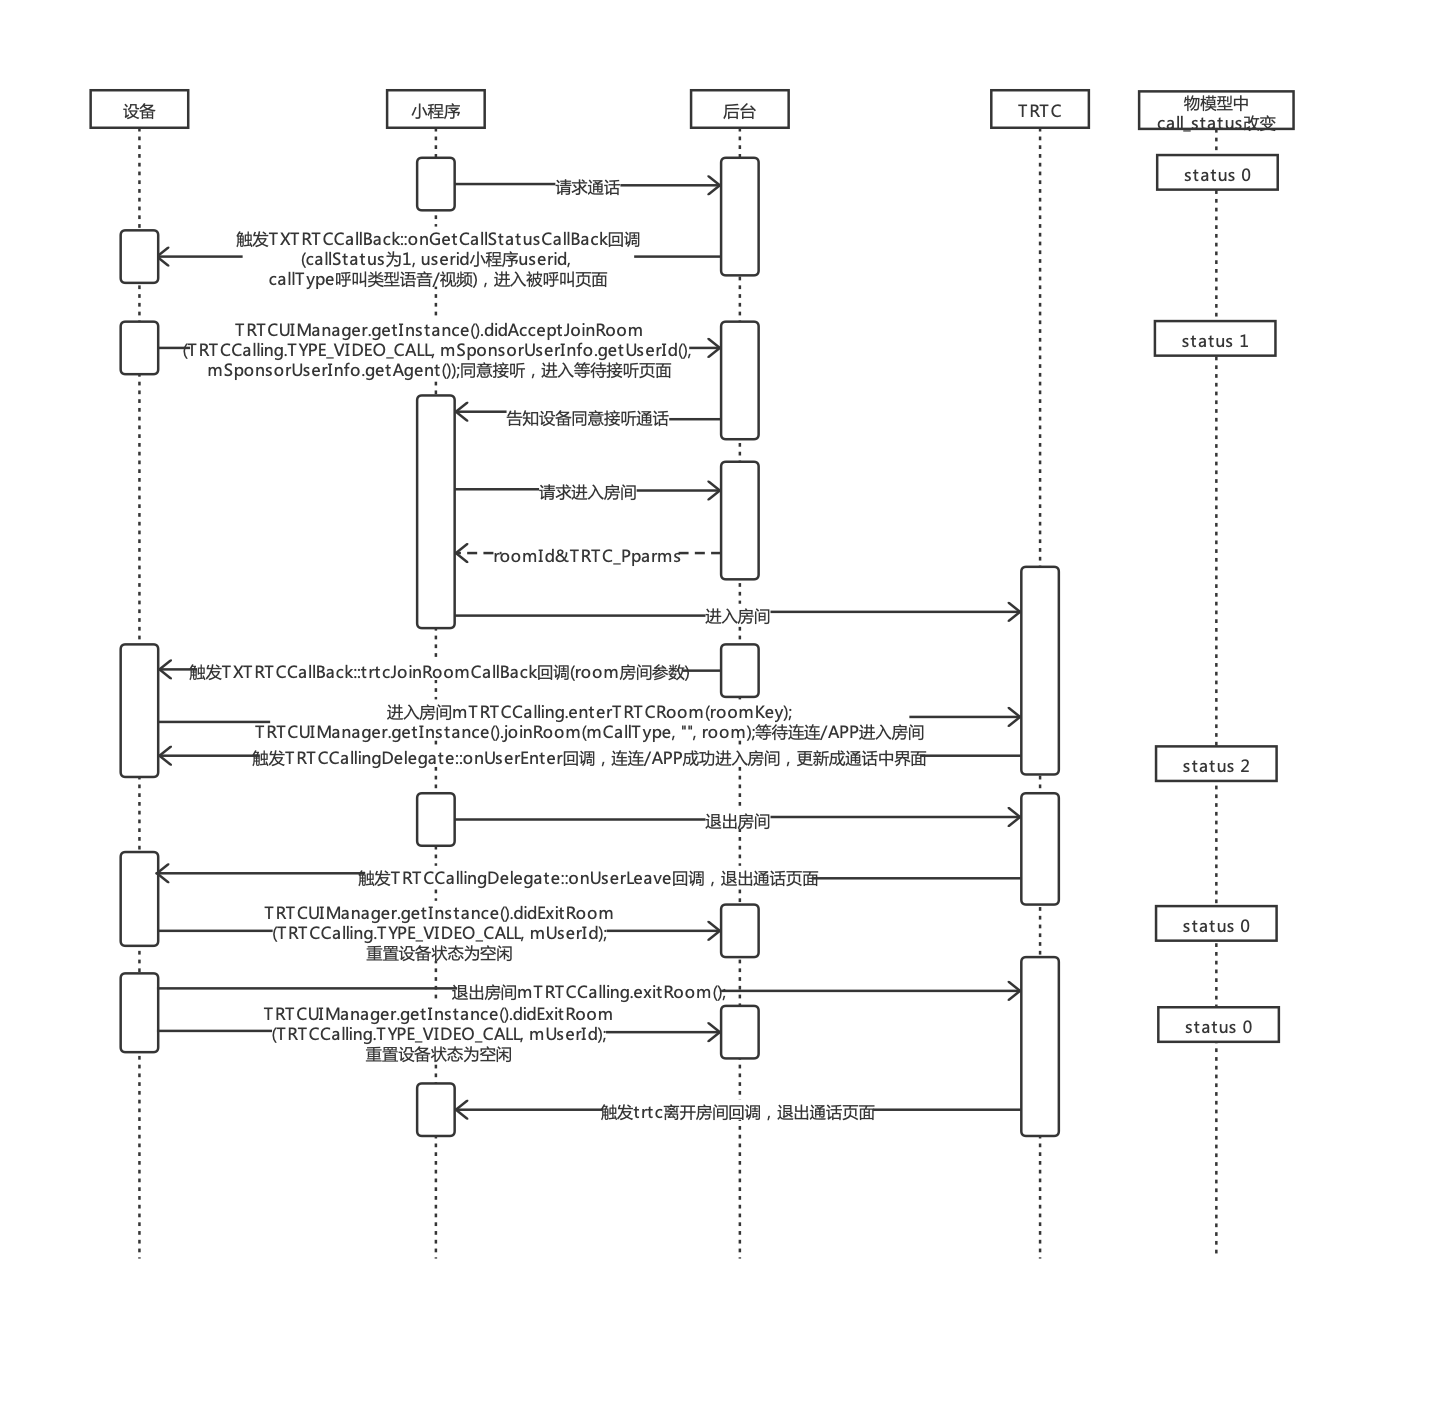 设备
小程序
后台
TRTC
物模型中
call_status改变
status 0
请求通话
触发TXTRTCCallBack::onGetCallStatusCallBack回调
(callStatus为1, userid小程序userid,
callType呼叫类型语音/视频)，进入被呼叫页面
TRTCUIManager.getInstance().didAcceptJoinRoom
(TRTCCalling.TYPE_VIDEO_CALL, mSponsorUserInfo.getUserId(),
mSponsorUserInfo.getAgent());同意接听，进入等待接听页面
status 1
告知设备同意接听通话
请求进入房间
roomId&TRTC_Pparms
进入房间
触发TXTRTCCallBack::trtcJoinRoomCallBack回调(room房间参数)
进入房间mTRTCCalling.enterTRTCRoom(roomKey);
TRTCUIManager.getInstance().joinRoom(mCallType, "", room);等待连连/APP进入房间
触发TRTCCallingDelegate::onUserEnter回调，连连/APP成功进入房间，更新成通话中界面
status 2
退出房间
触发TRTCCallingDelegate::onUserLeave回调，退出通话页面
TRTCUIManager.getInstance().didExitRoom
(TRTCCalling.TYPE_VIDEO_CALL, mUserId);
重置设备状态为空闲
status 0
退出房间mTRTCCalling.exitRoom();
TRTCUIManager.getInstance().didExitRoom
(TRTCCalling.TYPE_VIDEO_CALL, mUserId);
重置设备状态为空闲
status 0
触发trtc离开房间回调，退出通话页面